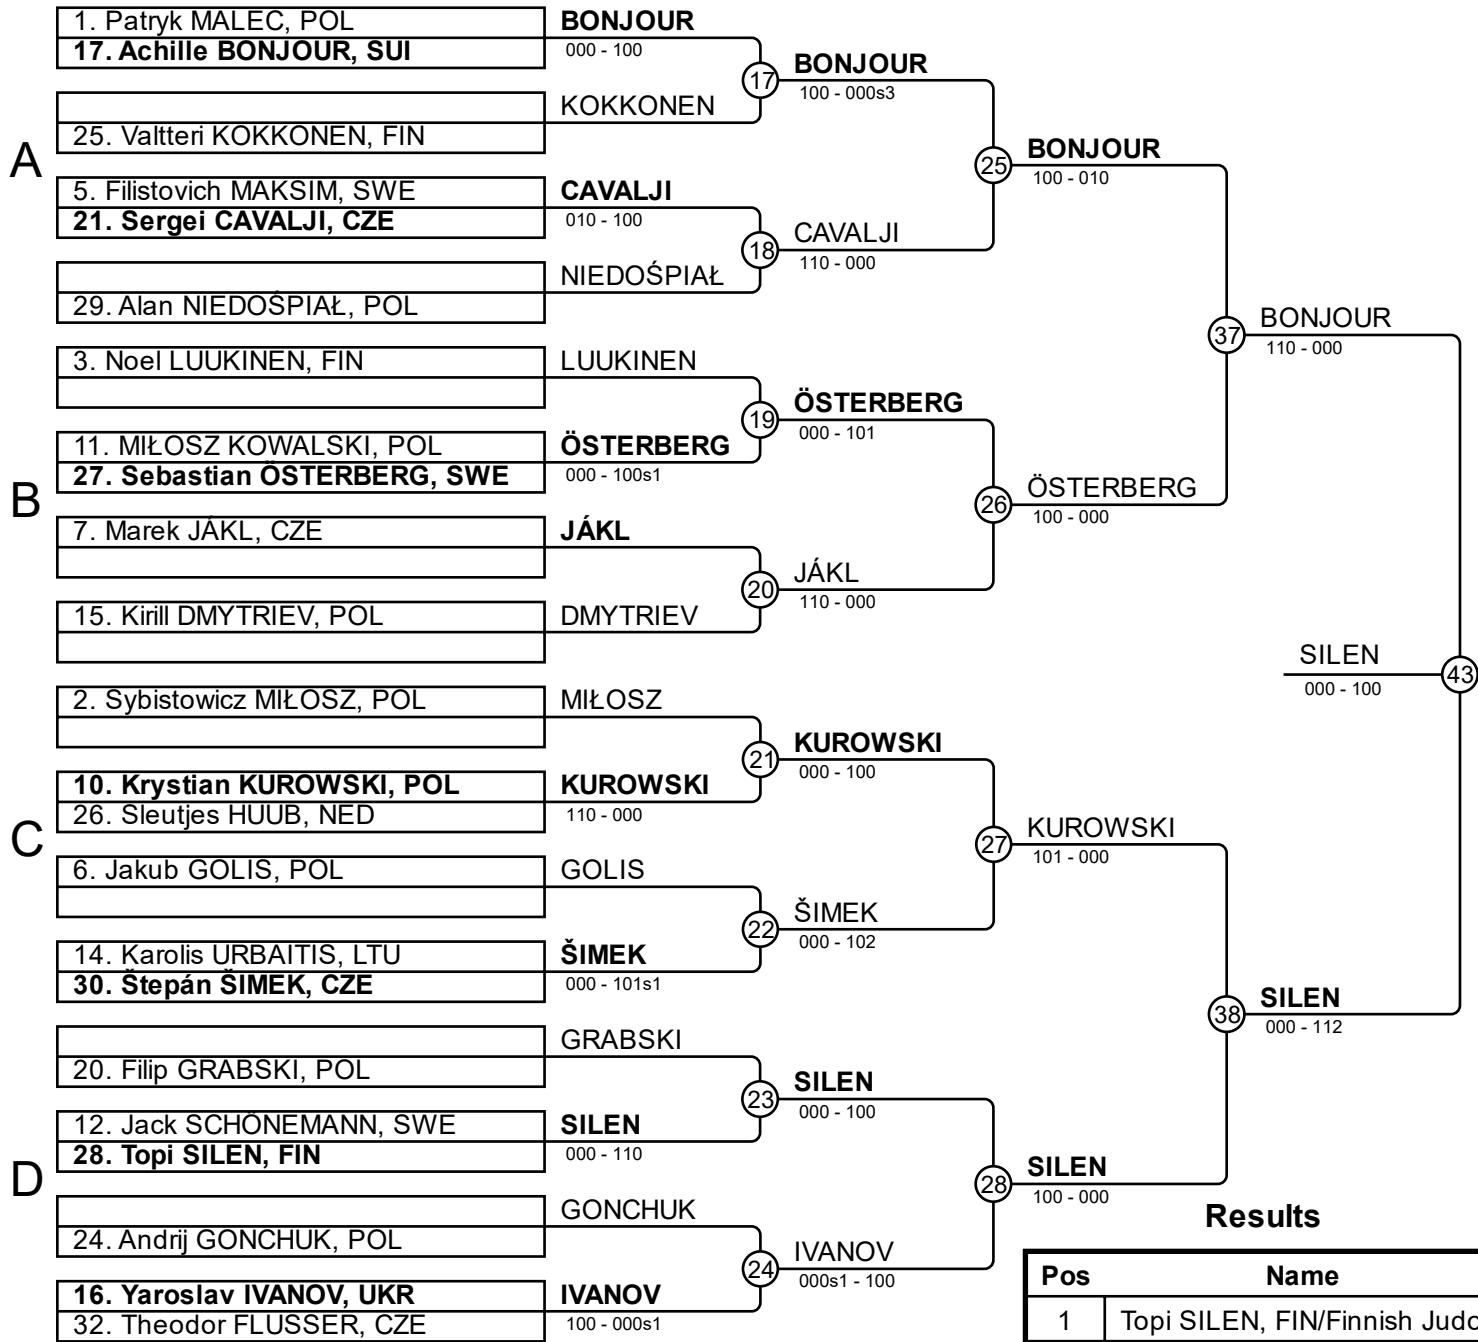 A
1. Patryk MALEC, POL
17. Achille BONJOUR, SUI
25. Valtteri KOKKONEN, FIN
5. Filistovich MAKSIM, SWE
21. Sergei CAVALJI, CZE
29. Alan NIEDOŚPIAŁ, POL
B
3. Noel LUUKINEN, FIN
11. MIŁOSZ KOWALSKI, POL
27. Sebastian ÖSTERBERG, SWE
7. Marek JÁKL, CZE
15. Kirill DMYTRIEV, POL
C
2. Sybistowicz MIŁOSZ, POL
10. Krystian KUROWSKI, POL
26. Sleutjes HUUB, NED
6. Jakub GOLIS, POL
14. Karolis URBAITIS, LTU
30. Štepán ŠIMEK, CZE
D
20. Filip GRABSKI, POL
12. Jack SCHÖNEMANN, SWE
28. Topi SILEN, FIN
24. Andrij GONCHUK, POL
16. Yaroslav IVANOV, UKR
32. Theodor FLUSSER, CZE
BONJOUR
000 - 100
KOKKONEN
CAVALJI
010 - 100
NIEDOŚPIAŁ
LUUKINEN
ÖSTERBERG
000 - 100s1
JÁKL
DMYTRIEV
MIŁOSZ
KUROWSKI
110 - 000
GOLIS
ŠIMEK
000 - 101s1
GRABSKI
SILEN
000 - 110
GONCHUK
IVANOV
100 - 000s1
17
BONJOUR
100 - 000s3
18
CAVALJI
110 - 000
19
ÖSTERBERG
000 - 101
20
JÁKL
110 - 000
21
KUROWSKI
000 - 100
22
ŠIMEK
000 - 102
23
SILEN
000 - 100
24
IVANOV
000s1 - 100
25
BONJOUR
100 - 010
26
ÖSTERBERG
100 - 000
27
KUROWSKI
101 - 000
28
SILEN
100 - 000
37
BONJOUR
110 - 000
38
SILEN
000 - 112
SILEN
000 - 100
43
Results
Pos Name
1 Topi SILEN, FIN/Finnish Judo